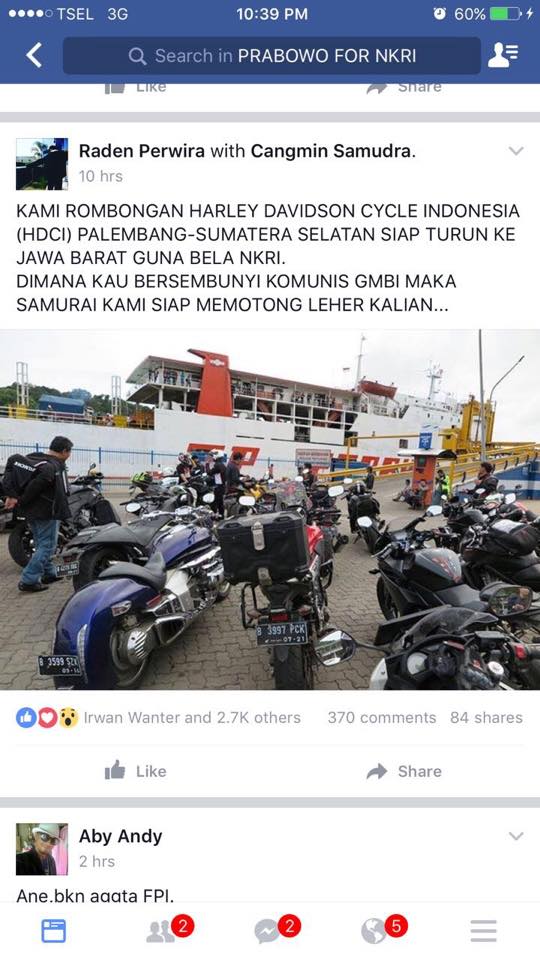 TSEL 3G 10:39 PM 60%
Search in PRABOWO FOR NKRI
Like Share
Raden Perwira with Cangmin Samudra.
10 hrs
KAMI ROMBONGAN HARLEY DAVIDSON CYCLE INDONESIA
(HDCI) PALEMBANG-SUMATERA SELATAN SIAP TURUN KE
JAWA BARAT GUNA BELA NKRI.
DIMANA KAU BERSEMBUNYI KOMUNIS GMBI MAKA
SAMURAI KAMI SIAP MEMOTONG LEHER KALIAN...
HONDA
B 3997 PCK
07-21
B 3599 SZK
Irwan Wanter and 2.7K others 370 comments 84 shares
Like Share
Aby Andy
2 hrs
Ane.bkn aggta FPI.
2 2 5